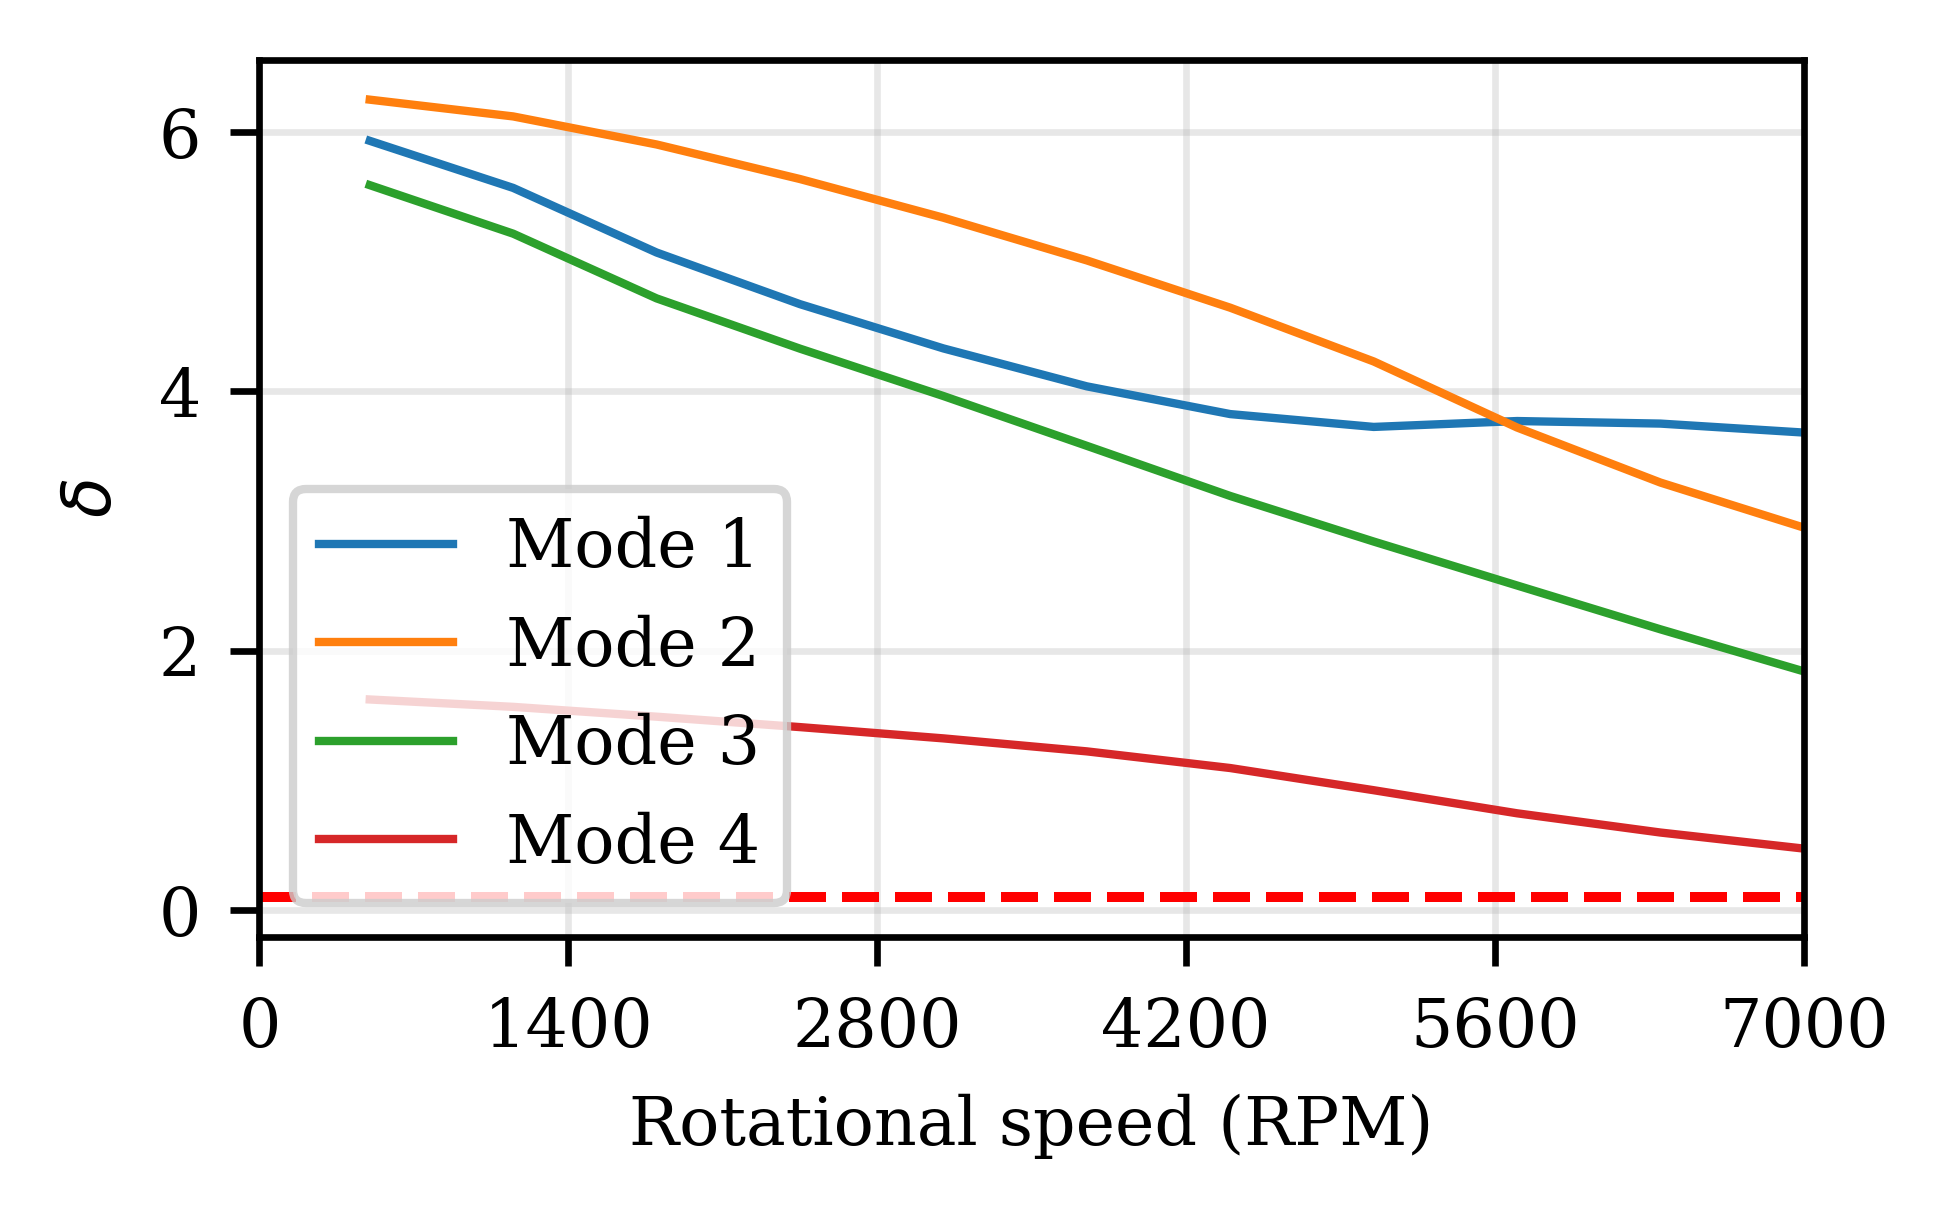 6
4
2
0
δ
Mode 1
Mode 2
Mode 3
Mode 4
0 1400 2800 4200 5600 7000
Rotational speed (RPM)